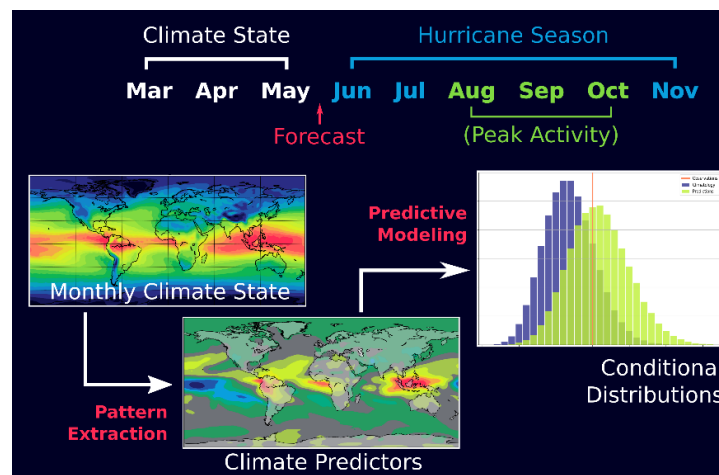 Climate State
Hurricane Season
Mar Apr May Jun Jul Aug Sep Oct Nov
Forecast
(Peak Activity)
Monthly Climate State
Predictive
Modeling
Pattern
Extraction
Climate Predictors
Conditiona
Distributions